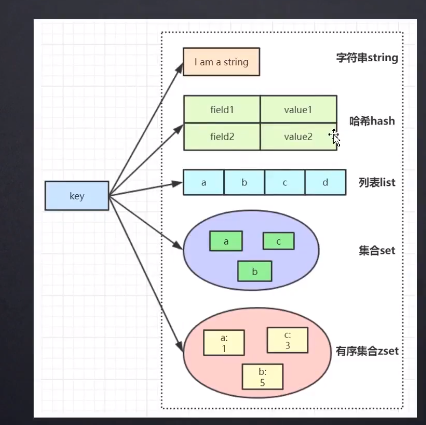 I am a string
字符串string
field1
value1
field2
value2
哈希hash
key
a
b
c
d
列表list
a
c
b
集合set
a:
1
c:
3
b:
5
有序集合zset